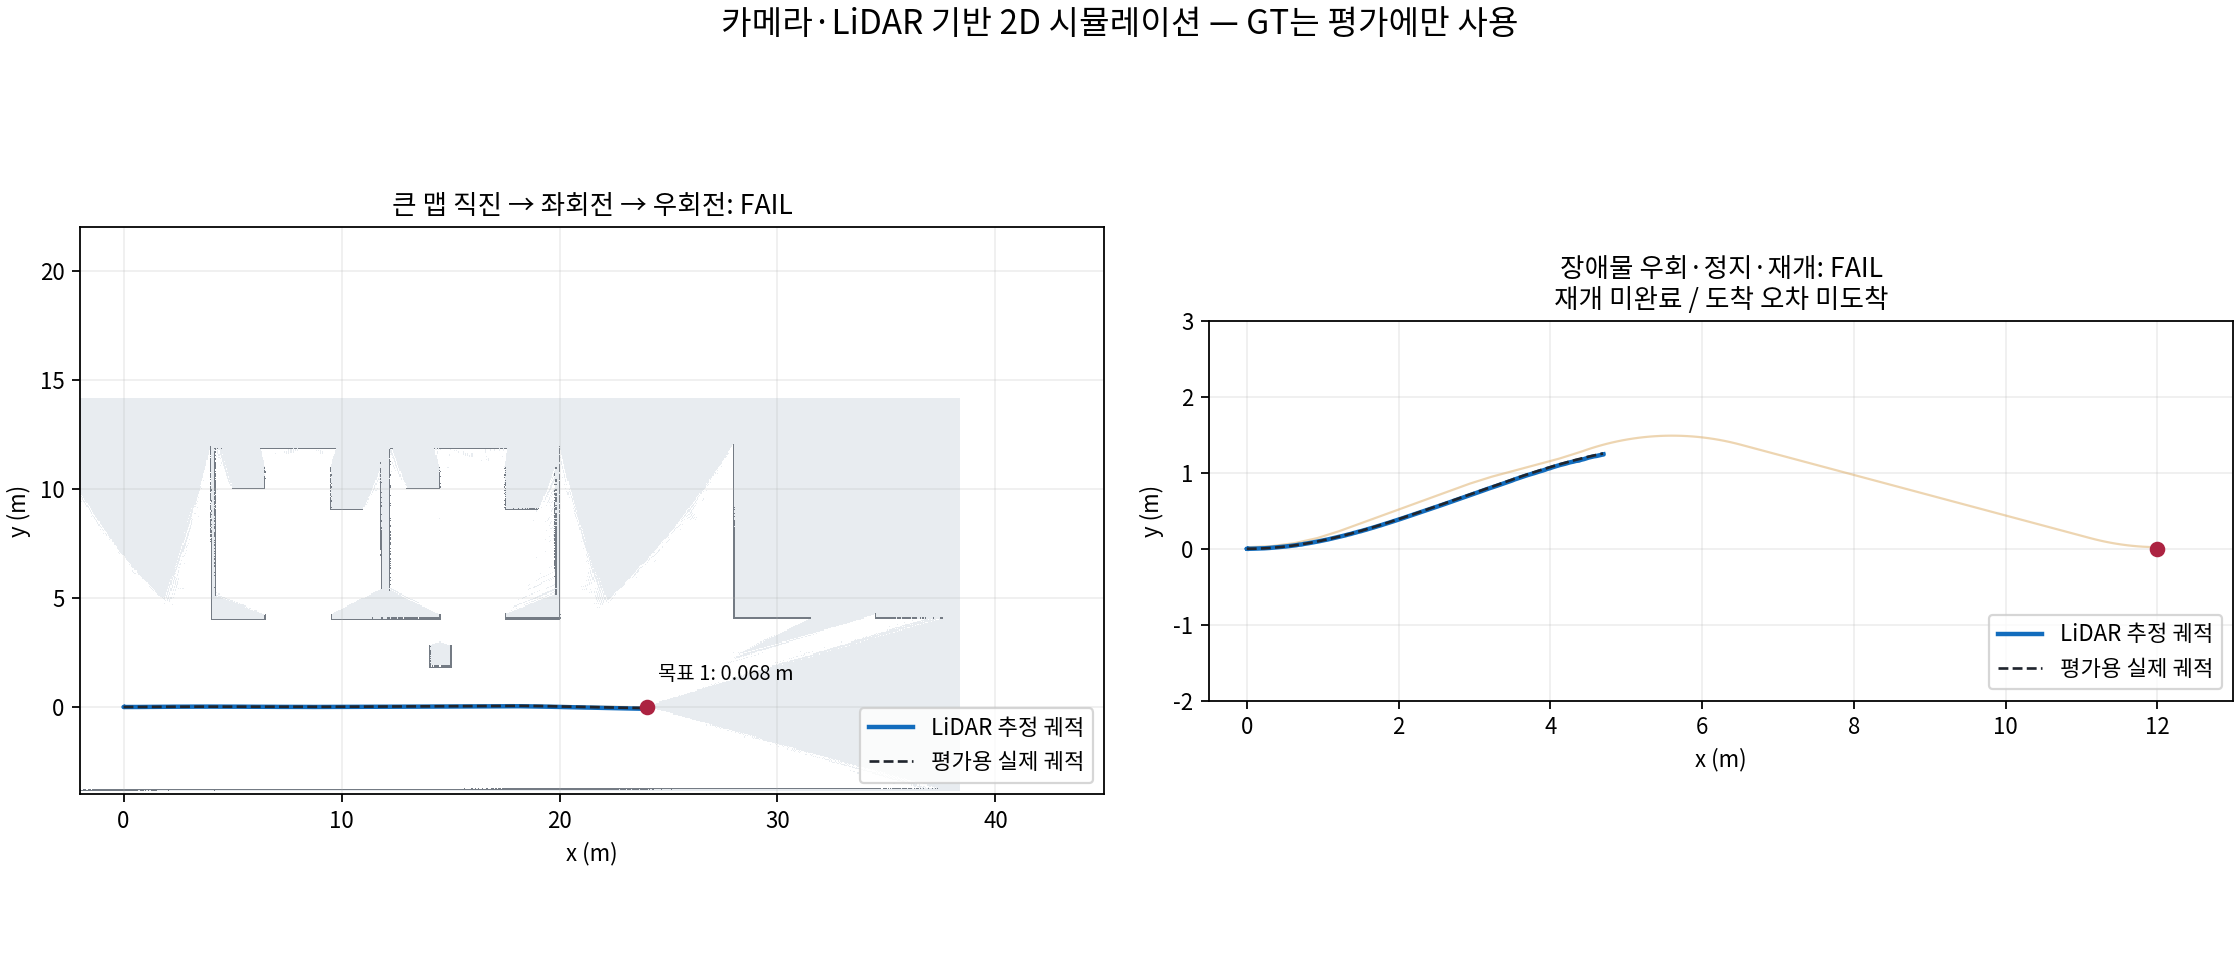 카메라·LiDAR 기반 2D 시뮬레이션 — GT는 평가에만 사용
큰 맵 직진 → 좌회전 → 우회전: FAIL
20
15
10
5
0
y (m)
목표 1: 0.068 m
LiDAR 추정 궤적
평가용 실제 궤적
0
10
20
30
40
x (m)
장애물 우회·정지·재개: FAIL
재개 미완료 / 도착 오차 미도착
3
2
1
0
-1
-2
y (m)
LiDAR 추정 궤적
평가용 실제 궤적
0
2
4
6
8
10
12
x (m)